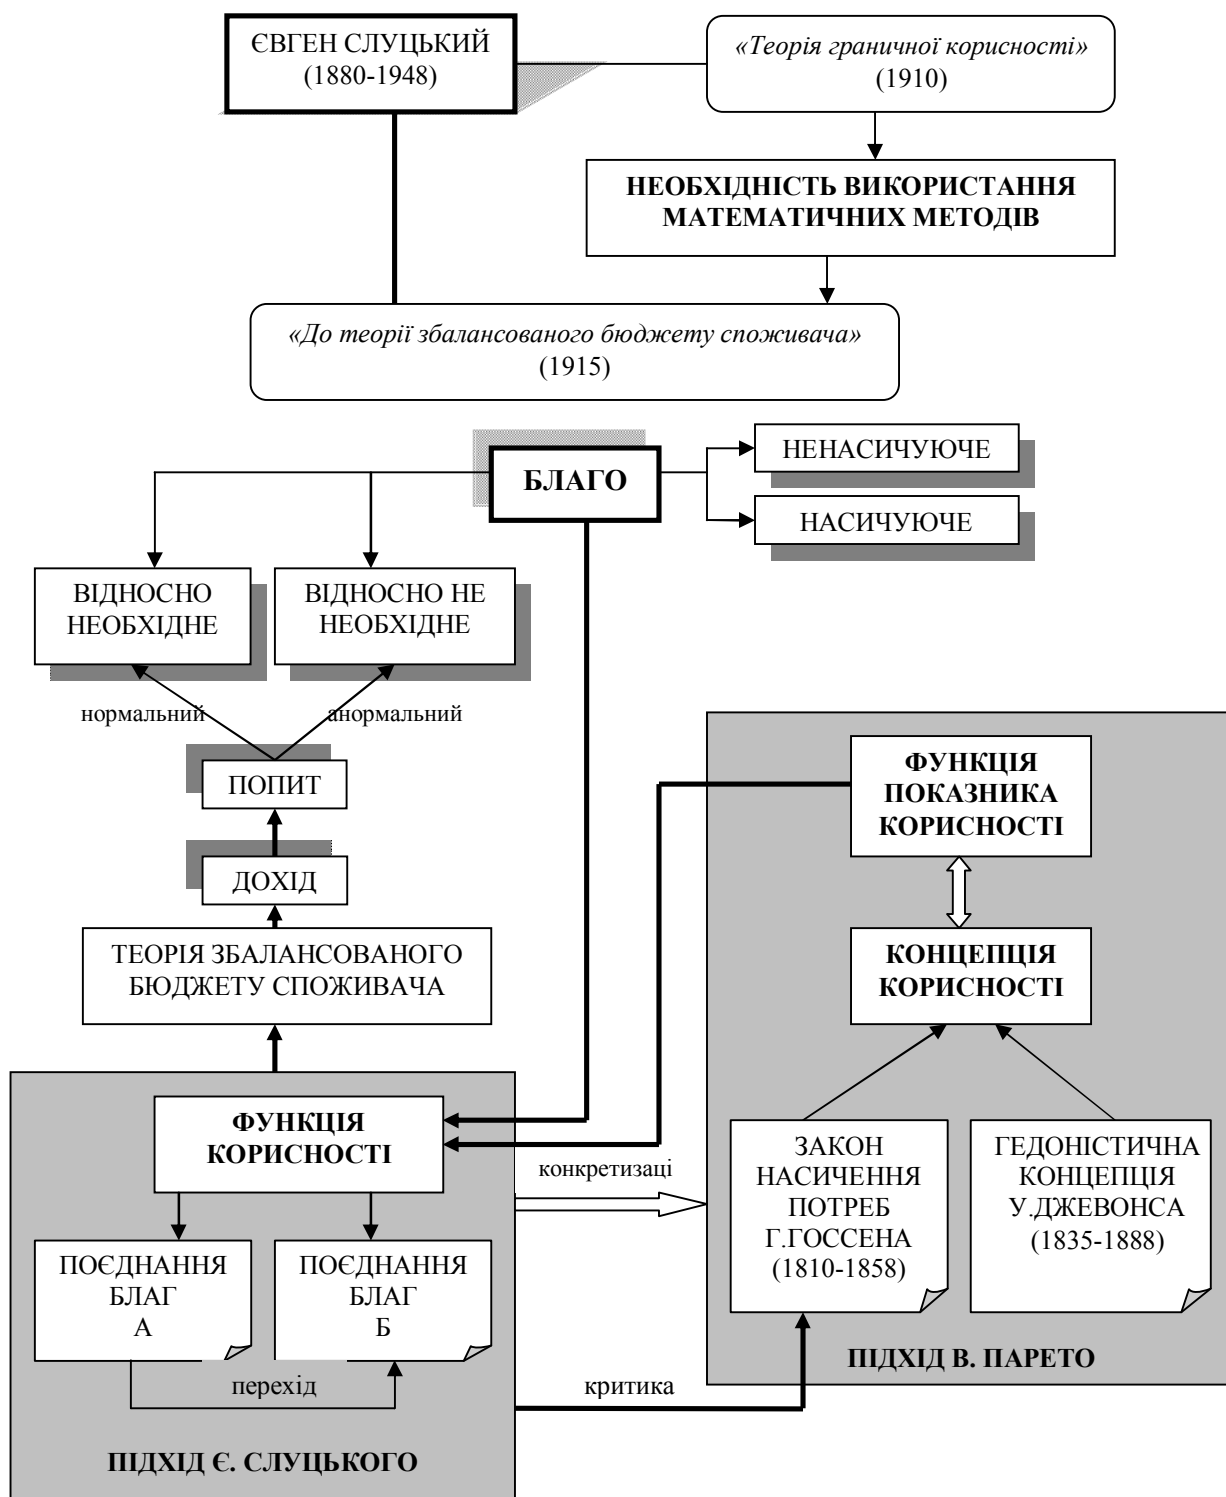 ЄВГЕН СЛУЦЬКИЙ
(1880-1948)
«Теорія граничної корисності»
(1910)
НЕОБХІДНІСТЬ ВИКОРИСТАННЯ
МАТЕМАТИЧНИХ МЕТОДІВ
«До теорії збалансованого бюджету споживача»
(1915)
БЛАГО
НЕНАСИЧУЮЧЕ
НАСИЧУЮЧЕ
ВІДНОСНО
НЕОБХІДНЕ
ВІДНОСНО НЕ
НЕОБХІДНЕ
нормальний
анормальний
ПОПИТ
ДОХІД
ТЕОРІЯ ЗБАЛАНСОВАНОГО
БЮДЖЕТУ СПОЖИВАЧА
ФУНКЦІЯ
ПОКАЗНИКА
КОРИСНОСТІ
КОНЦЕПЦІЯ
КОРИСНОСТІ
ФУНКЦІЯ
КОРИСНОСТІ
конкретизаці
ЗАКОН
НАСИЧЕННЯ
ПОТРЕБ
Г.ГОССЕНА
(1810-1858)
ГЕДОНІСТИЧНА
КОНЦЕПЦІЯ
У.ДЖЕВОНСА
(1835-1888)
ПОЄДНАННЯ
БЛАГ
А
ПОЄДНАННЯ
БЛАГ
Б
перехід
критика
ПІДХІД В. ПАРЕТО
ПІДХІД Є. СЛУЦЬКОГО